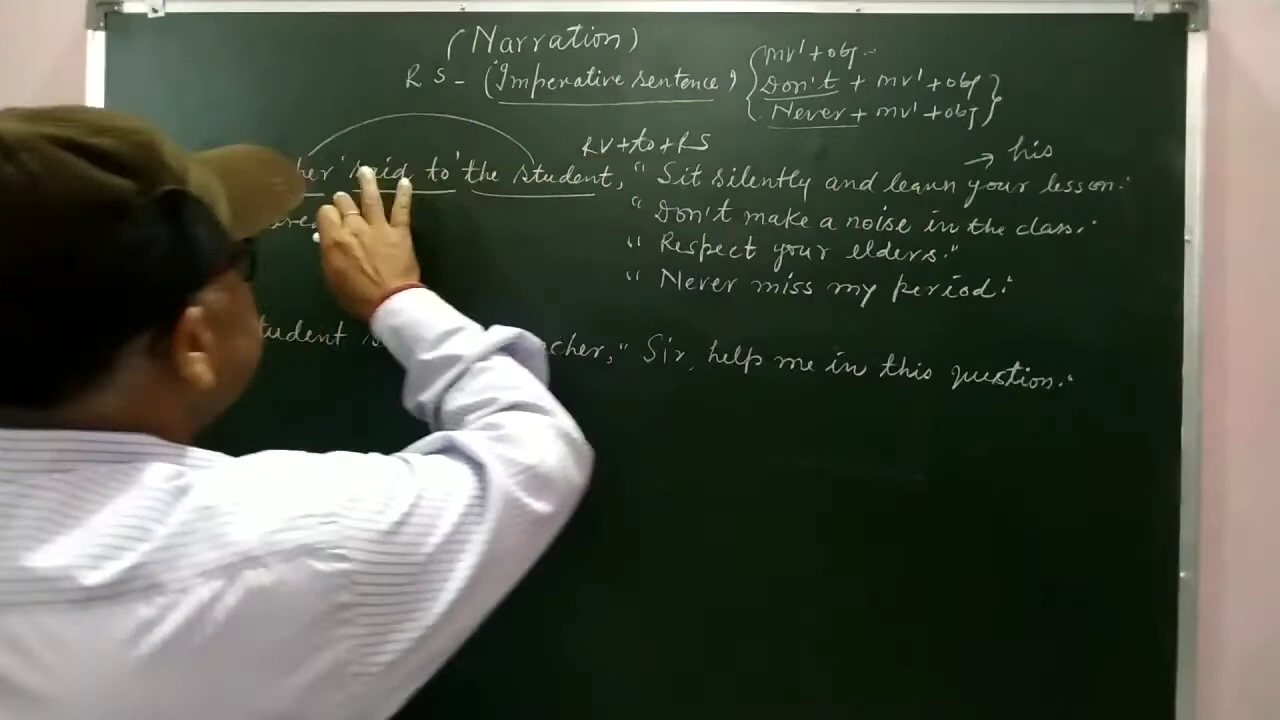 (Narration)
RS- (Imperative sentence) {mv¹+obj-
Don't + mv¹+obj
Never + mv¹+obj}
RV+to+RS
→ his
said to the student, "Sit silently and learn your lesson."
"Don't make a noise in the class."
"Respect your elders."
"Never miss my period."
"Sir, help me in this question."